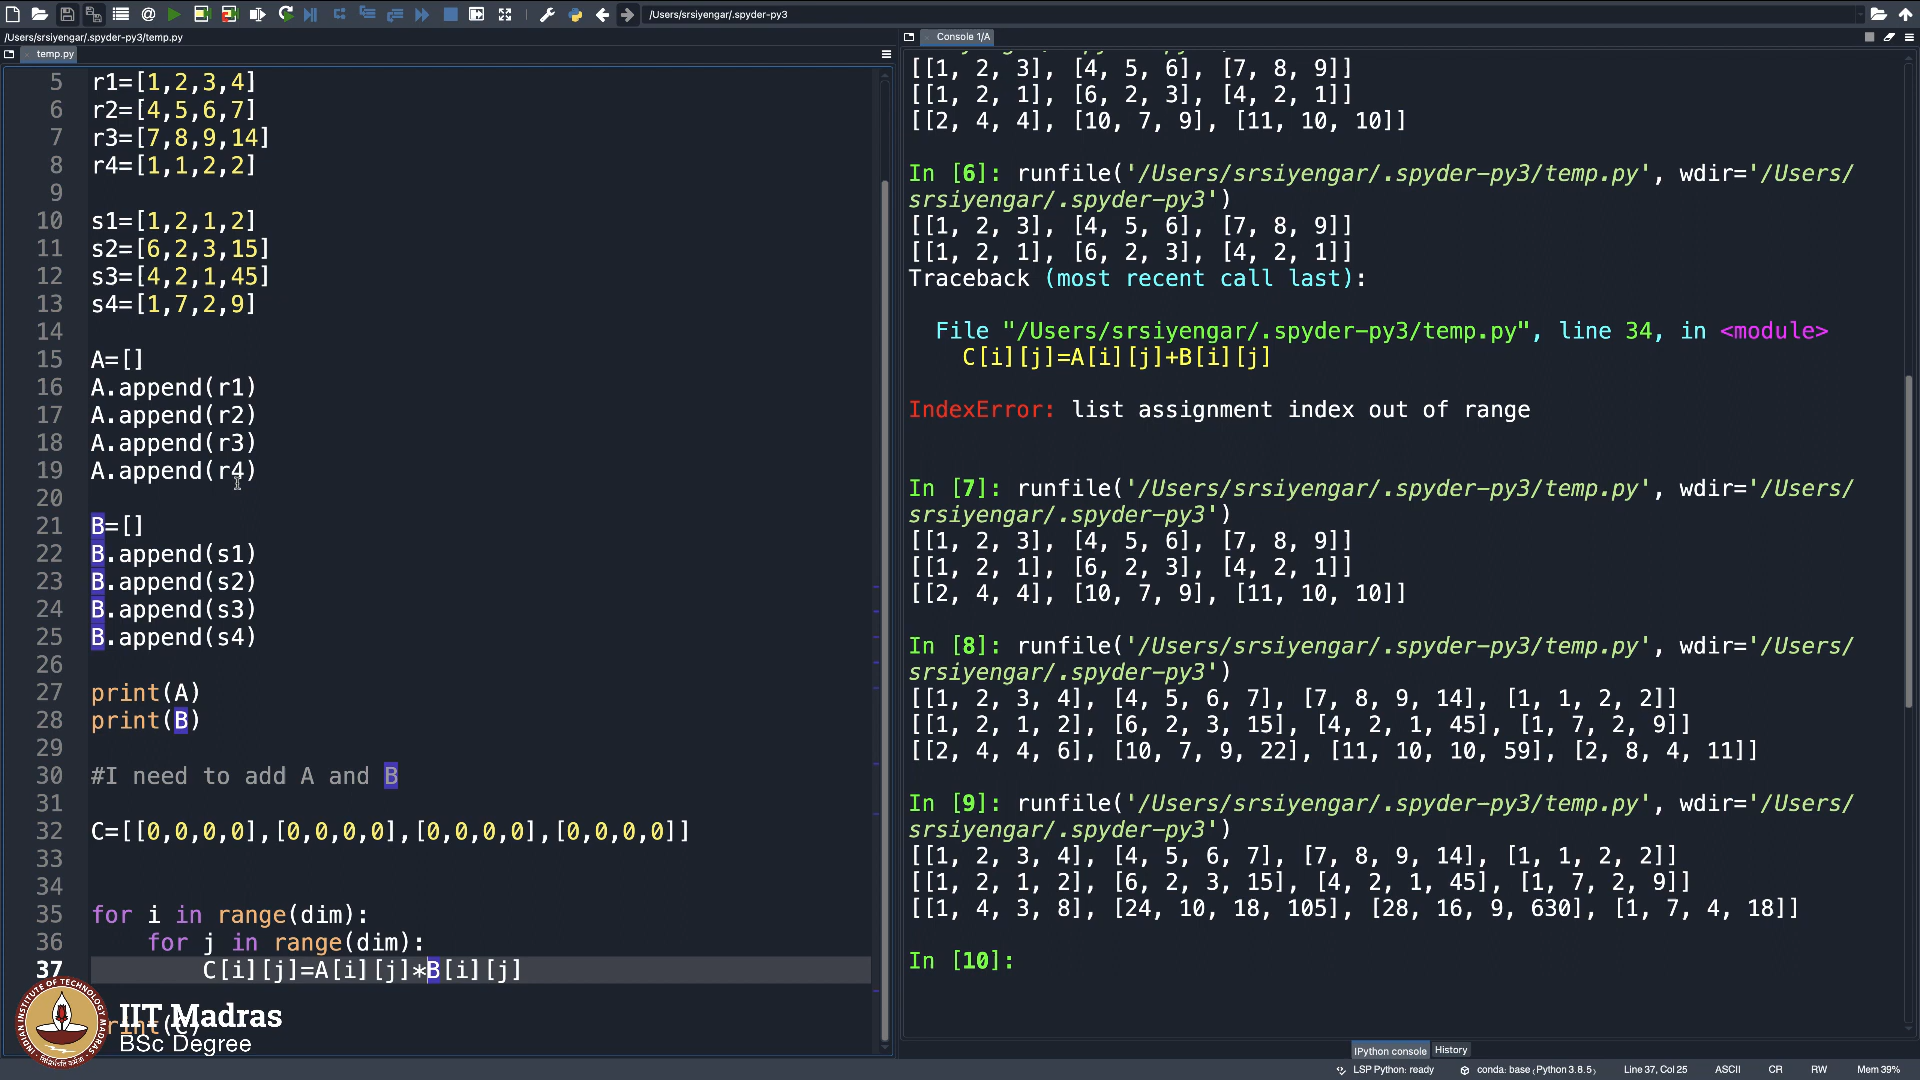 /Users/srsiyengar/.spyder-py3
/Users/srsiyengar/.spyder-py3/temp.py
temp.py
5 r1=[1,2,3,4]
6 r2=[4,5,6,7]
7 r3=[7,8,9,14]
8 r4=[1,1,2,2]
9
10 s1=[1,2,1,2]
11 s2=[6,2,3,15]
12 s3=[4,2,1,45]
13 s4=[1,7,2,9]
14
15 A=[]
16 A.append(r1)
17 A.append(r2)
18 A.append(r3)
19 A.append(r4)
20
21 B=[]
22 B.append(s1)
23 B.append(s2)
24 B.append(s3)
25 B.append(s4)
26
27 print(A)
28 print(B)
29
30 #I need to add A and B
31
32 C=[[0,0,0,0],[0,0,0,0],[0,0,0,0],[0,0,0,0]]
33
34
35 for i in range(dim):
36 for j in range(dim):
37 C[i][j]=A[i][j]*B[i][j]
IIT Madras
BSc Degree
Console 1/A
[[1, 2, 3], [4, 5, 6], [7, 8, 9]]
[[1, 2, 1], [6, 2, 3], [4, 2, 1]]
[[2, 4, 4], [10, 7, 9], [11, 10, 10]]
In [6]: runfile('/Users/srsiyengar/.spyder-py3/temp.py', wdir='/Users/
srsiyengar/.spyder-py3')
[[1, 2, 3], [4, 5, 6], [7, 8, 9]]
[[1, 2, 1], [6, 2, 3], [4, 2, 1]]
Traceback (most recent call last):
File "/Users/srsiyengar/.spyder-py3/temp.py", line 34, in <module>
C[i][j]=A[i][j]+B[i][j]
IndexError: list assignment index out of range
In [7]: runfile('/Users/srsiyengar/.spyder-py3/temp.py', wdir='/Users/
srsiyengar/.spyder-py3')
[[1, 2, 3], [4, 5, 6], [7, 8, 9]]
[[1, 2, 1], [6, 2, 3], [4, 2, 1]]
[[2, 4, 4], [10, 7, 9], [11, 10, 10]]
In [8]: runfile('/Users/srsiyengar/.spyder-py3/temp.py', wdir='/Users/
srsiyengar/.spyder-py3')
[[1, 2, 3, 4], [4, 5, 6, 7], [7, 8, 9, 14], [1, 1, 2, 2]]
[[1, 2, 1, 2], [6, 2, 3, 15], [4, 2, 1, 45], [1, 7, 2, 9]]
[[2, 4, 4, 6], [10, 7, 9, 22], [11, 10, 10, 59], [2, 8, 4, 11]]
In [9]: runfile('/Users/srsiyengar/.spyder-py3/temp.py', wdir='/Users/
srsiyengar/.spyder-py3')
[[1, 2, 3, 4], [4, 5, 6, 7], [7, 8, 9, 14], [1, 1, 2, 2]]
[[1, 2, 1, 2], [6, 2, 3, 15], [4, 2, 1, 45], [1, 7, 2, 9]]
[[1, 4, 3, 8], [24, 10, 18, 105], [28, 16, 9, 630], [1, 7, 4, 18]]
In [10]:
IPython console History
LSP Python: ready conda: base (Python 3.8.5) Line 37, Col 25 ASCII CR RW Mem 39%